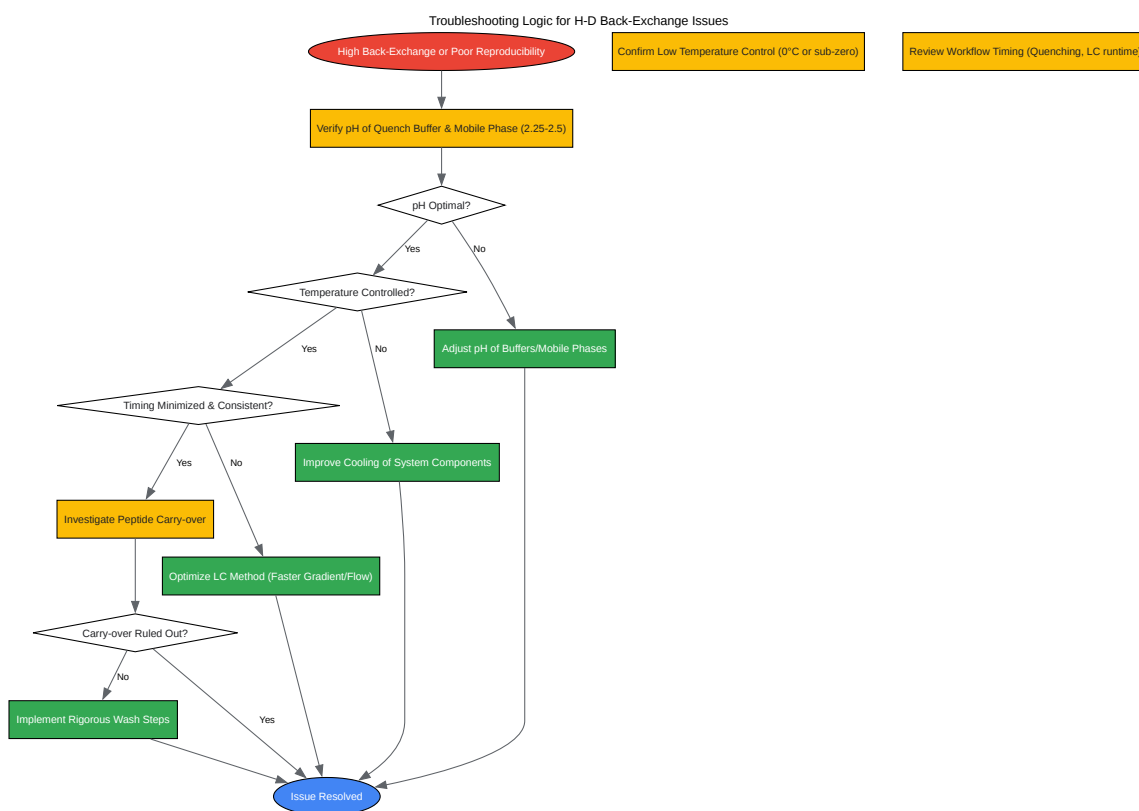 Troubleshooting Logic for H-D Back-Exchange Issues
High Back-Exchange or Poor Reproducibility
Confirm Low Temperature Control (0°C or sub-zero)
Review Workflow Timing (Quenching, LC runtime)
Verify pH of Quench Buffer & Mobile Phase (2.25-2.5)
pH Optimal?
Yes
No
Temperature Controlled?
Adjust pH of Buffers/Mobile Phases
Yes
No
Timing Minimized & Consistent?
Improve Cooling of System Components
Yes
No
Investigate Peptide Carry-over
Optimize LC Method (Faster Gradient/Flow)
Carry-over Ruled Out?
No
Yes
Implement Rigorous Wash Steps
Issue Resolved